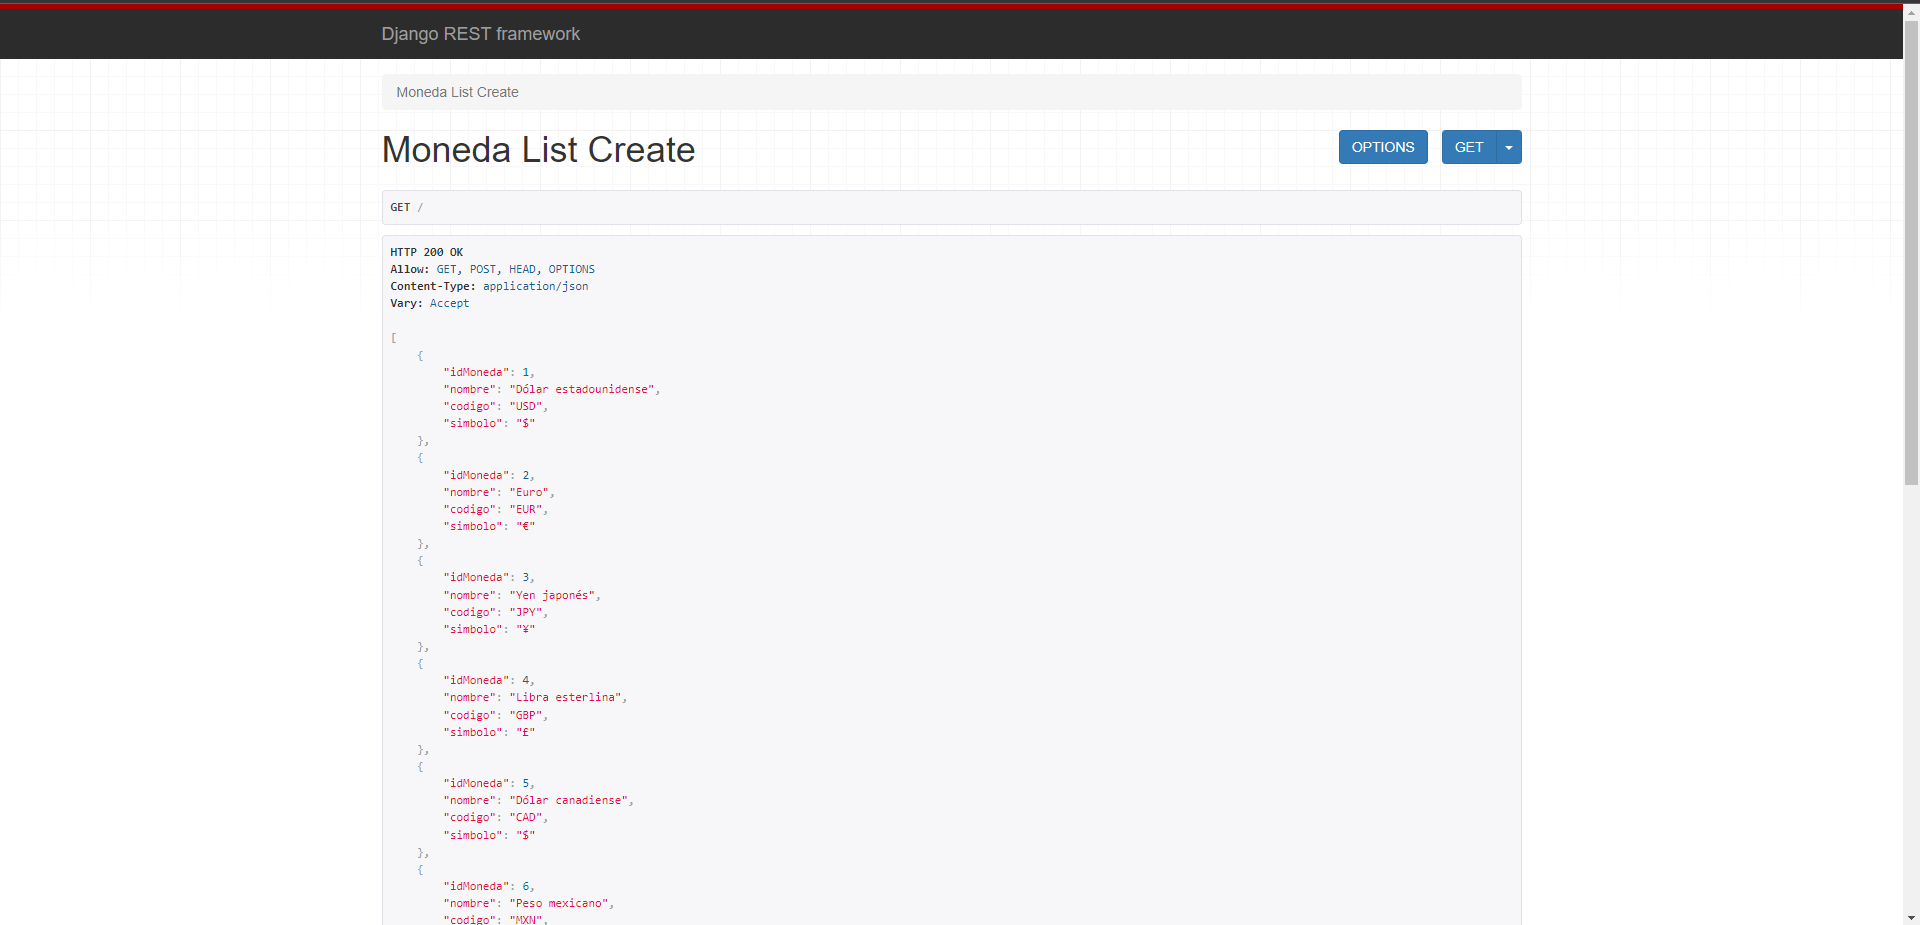 Django REST framework
Moneda List Create
Moneda List Create
OPTIONS
GET
GET /
HTTP 200 OK
Allow: GET, POST, HEAD, OPTIONS
Content-Type: application/json
Vary: Accept
[
{
"idMoneda": 1,
"nombre": "Dólar estadounidense",
"codigo": "USD",
"simbolo": "$"
},
{
"idMoneda": 2,
"nombre": "Euro",
"codigo": "EUR",
"simbolo": "€"
},
{
"idMoneda": 3,
"nombre": "Yen japonés",
"codigo": "JPY",
"simbolo": "¥"
},
{
"idMoneda": 4,
"nombre": "Libra esterlina",
"codigo": "GBP",
"simbolo": "£"
},
{
"idMoneda": 5,
"nombre": "Dólar canadiense",
"codigo": "CAD",
"simbolo": "$"
},
{
"idMoneda": 6,
"nombre": "Peso mexicano",
"codigo": "MXN",